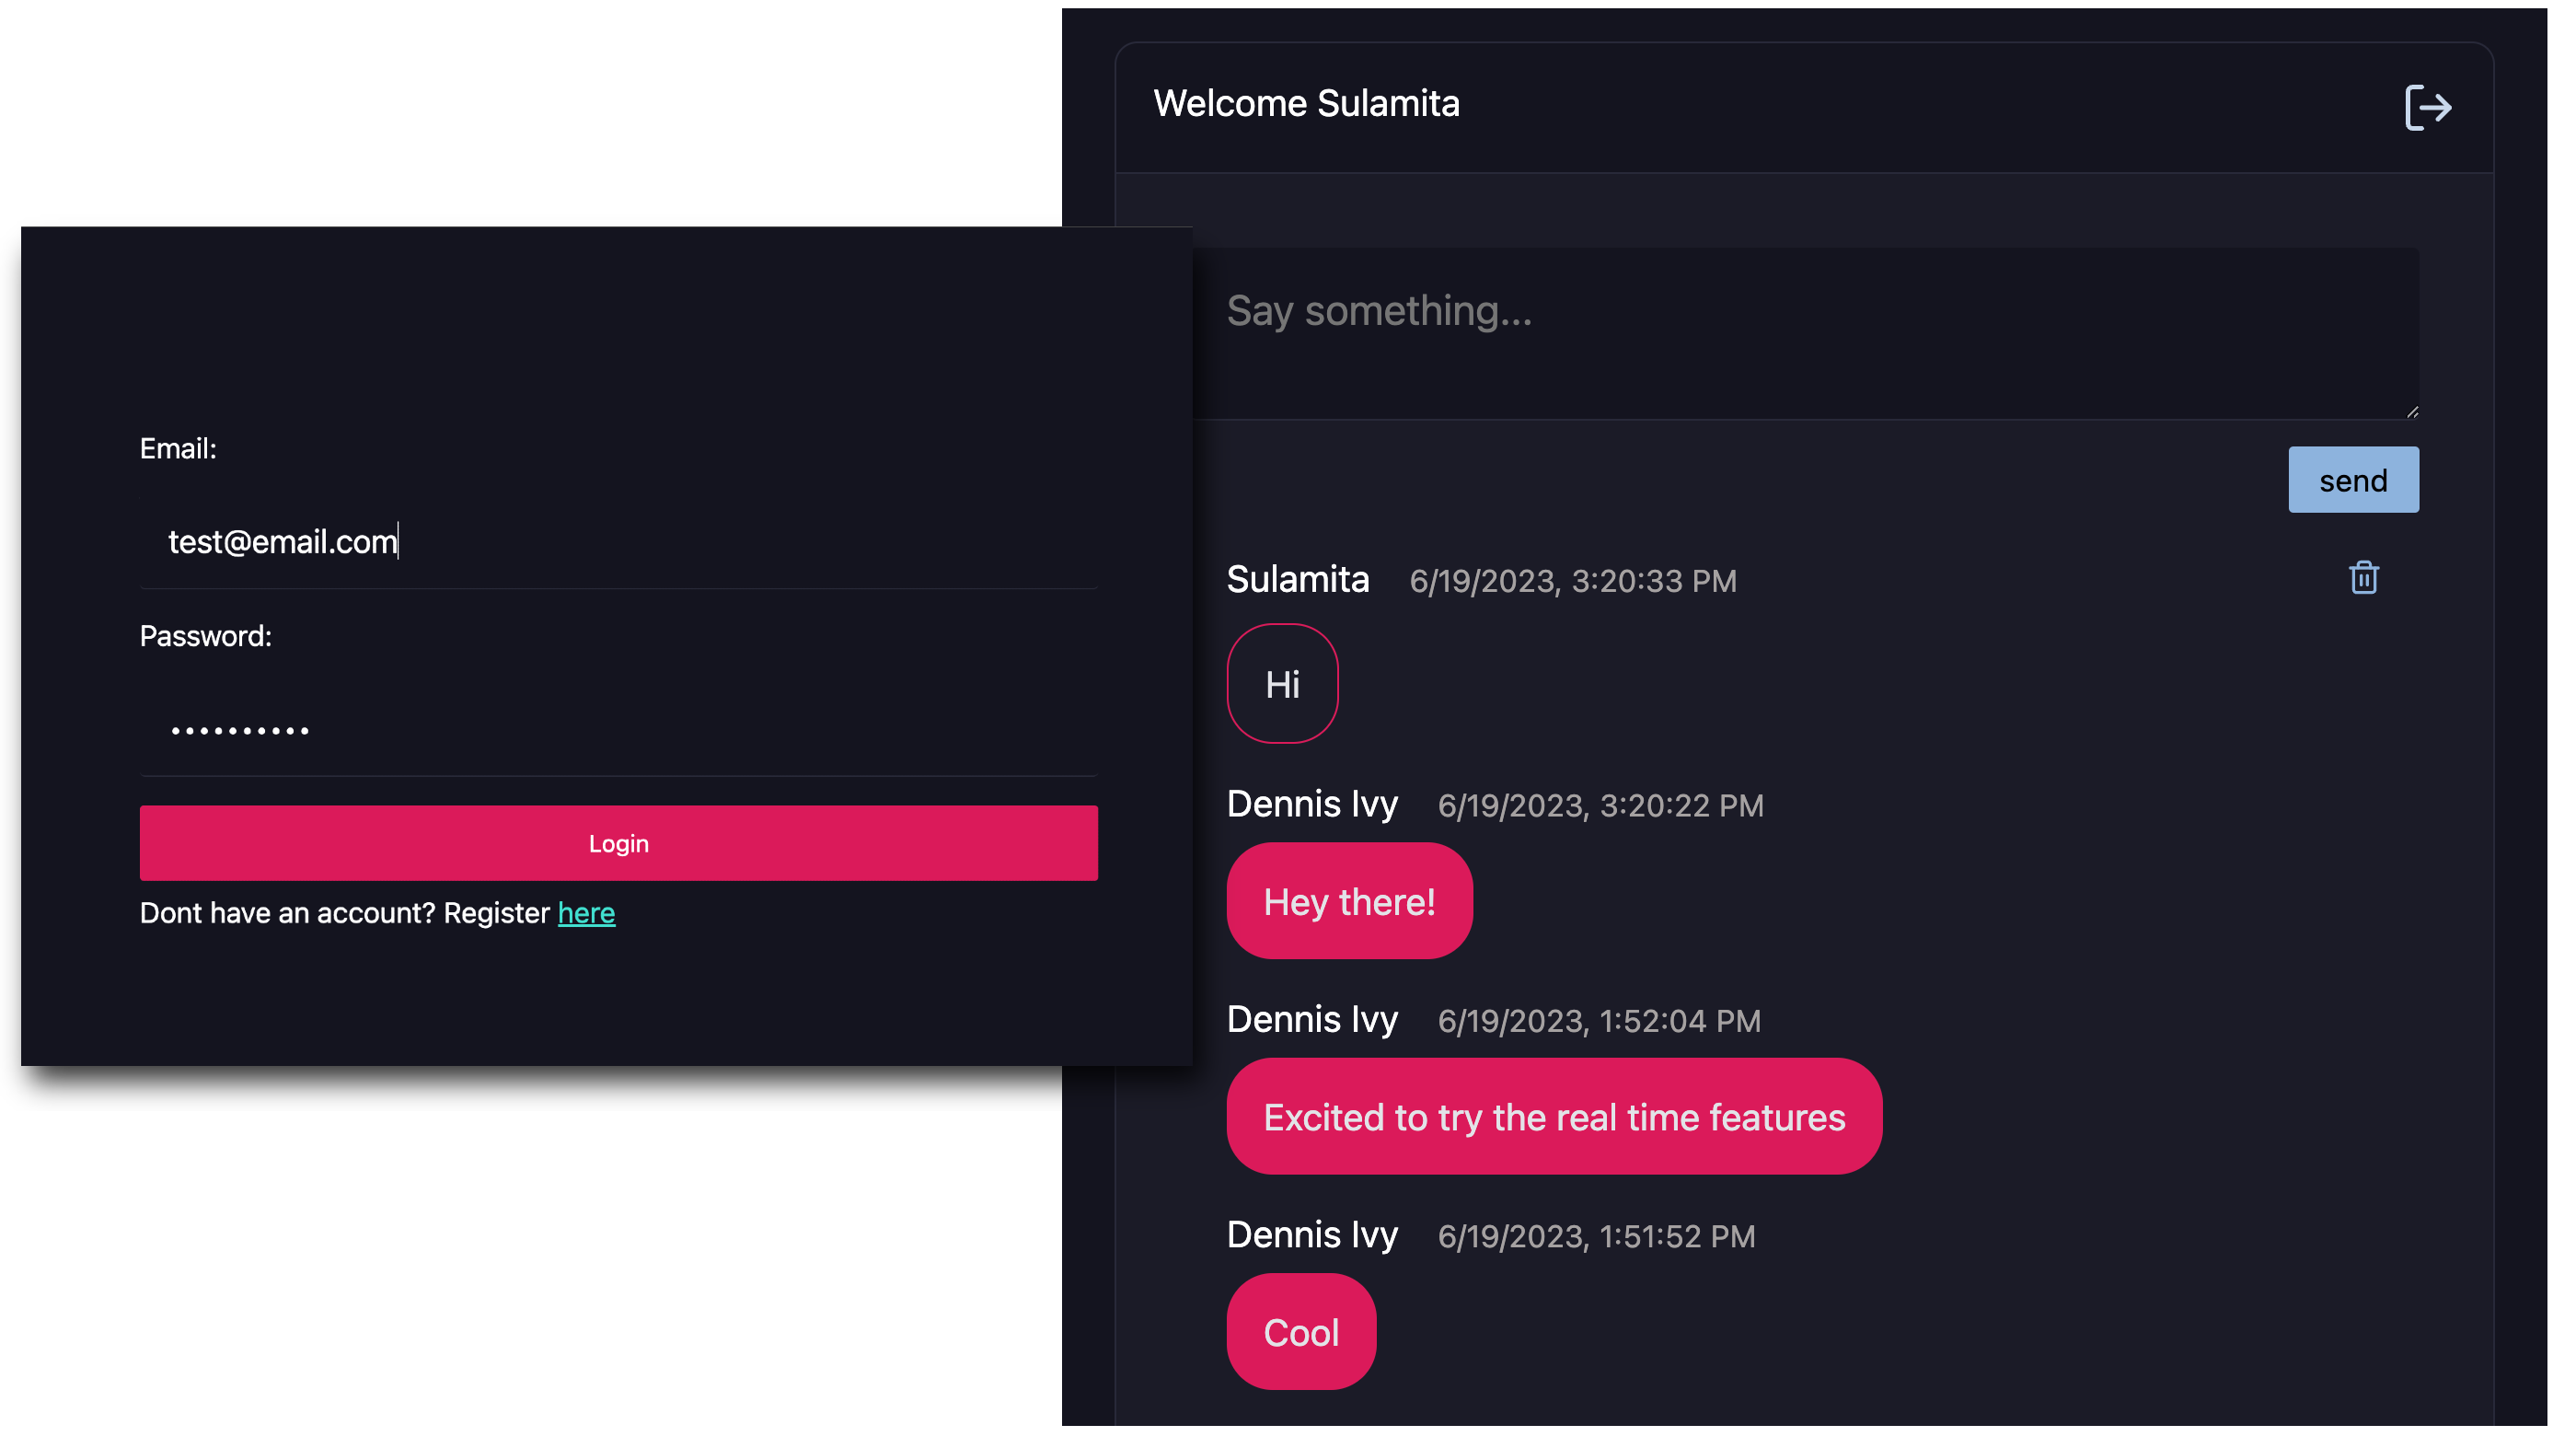 Email:
test@email.com
Password:
Login
Dont have an account? Register here
Welcome Sulamita
Say something...
send
Sulamita 6/19/2023, 3:20:33 PM
Hi
Dennis Ivy 6/19/2023, 3:20:22 PM
Hey there!
Dennis Ivy 6/19/2023, 1:52:04 PM
Excited to try the real time features
Dennis Ivy 6/19/2023, 1:51:52 PM
Cool